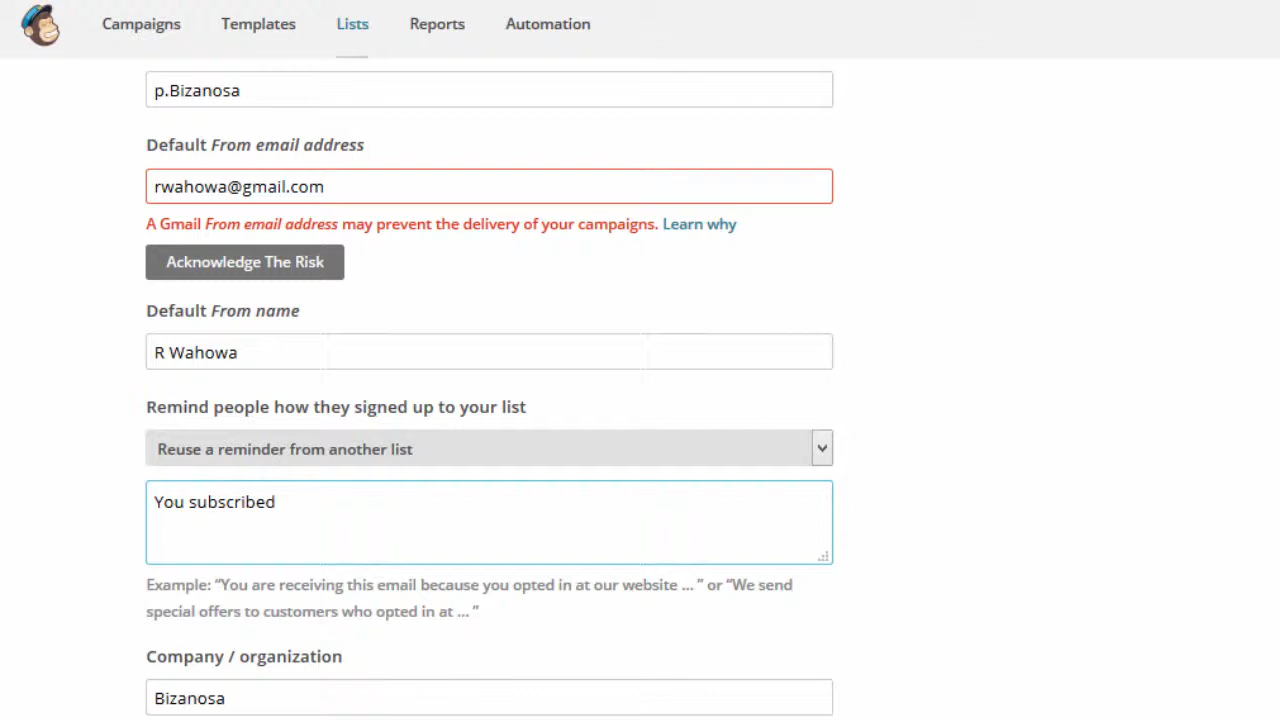 Campaigns Templates Lists Reports Automation
p.Bizanosa
Default From email address
rwahowa@gmail.com
A Gmail From email address may prevent the delivery of your campaigns. Learn why
Acknowledge The Risk
Default From name
R Wahowa
Remind people how they signed up to your list
Reuse a reminder from another list
You subscribed
Example: “You are receiving this email because you opted in at our website ... ” or “We send
special offers to customers who opted in at ... ”
Company / organization
Bizanosa